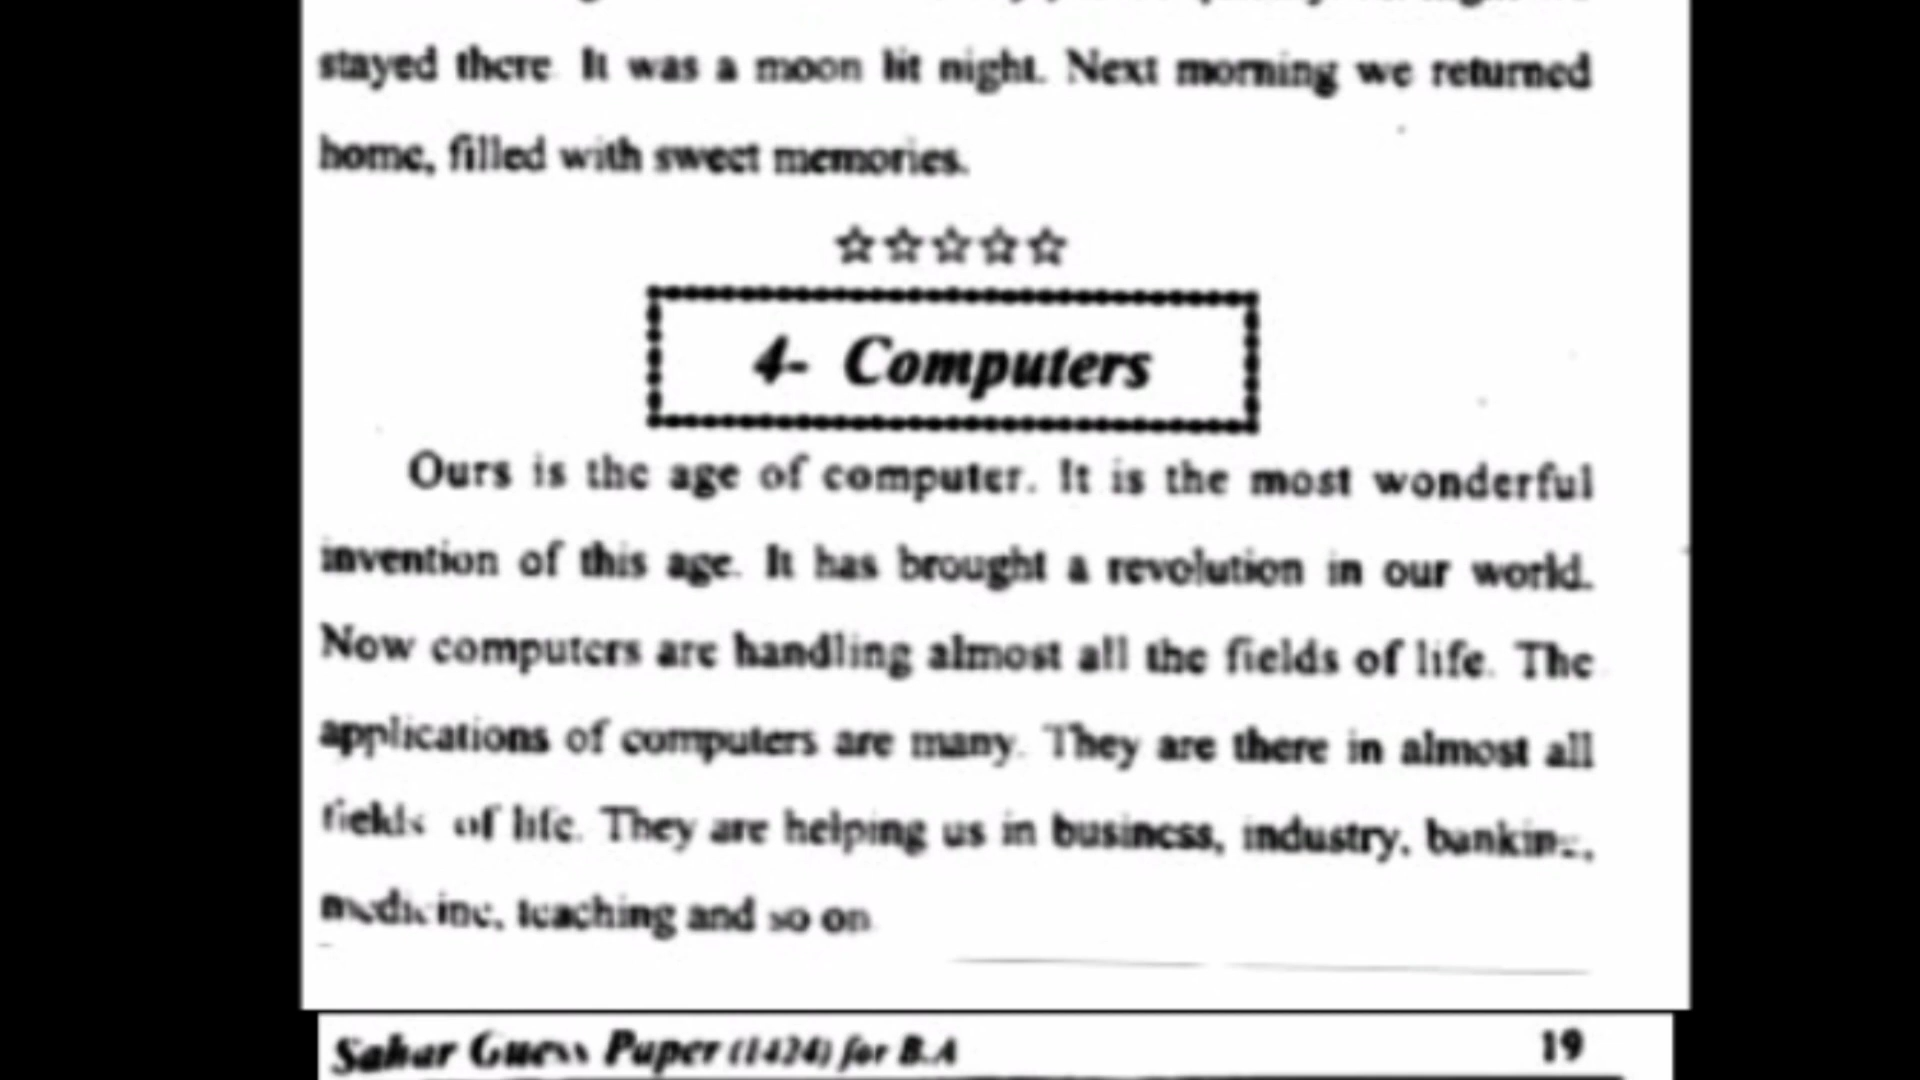 stayed there. It was a moon lit night. Next morning we returned
home, filled with sweet memories.
☆☆☆☆☆
4- Computers
Ours is the age of computer. It is the most wonderful
invention of this age. It has brought a revolution in our world.
Now computers are handling almost all the fields of life. The
applications of computers are many. They are there in almost all
fields of life. They are helping us in business, industry, banking,
medicine, teaching and so on.
Sahar Guess Paper (1424) for B.A 19